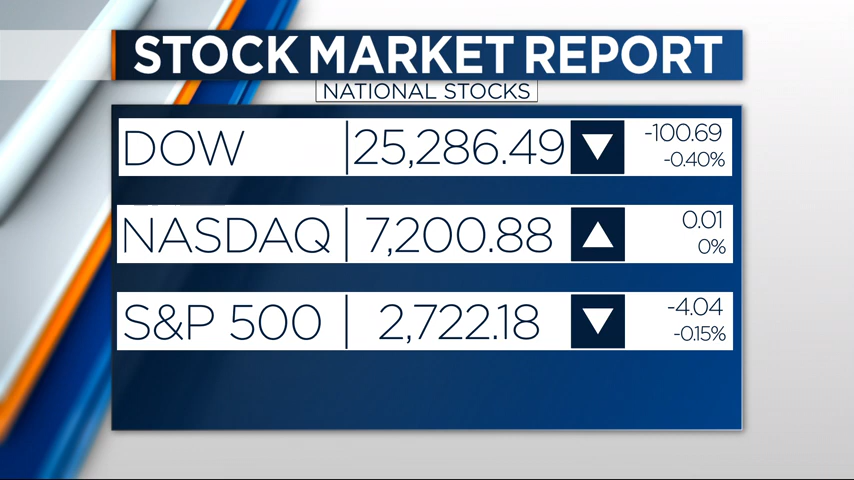 STOCK MARKET REPORT
NATIONAL STOCKS
DOW 25,286.49 ▼ -100.69
-0.40%
NASDAQ 7,200.88 ▲ 0.01
0%
S&P 500 2,722.18 ▼ -4.04
-0.15%